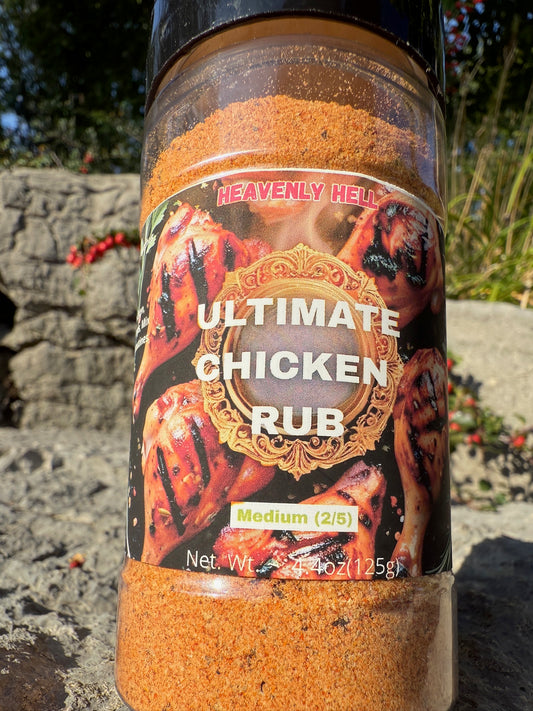 HEAVENLY HELL
ULTIMATE
CHICKEN
RUB
Medium (2/5)
Net. Wt. - 4.4oz(125g)